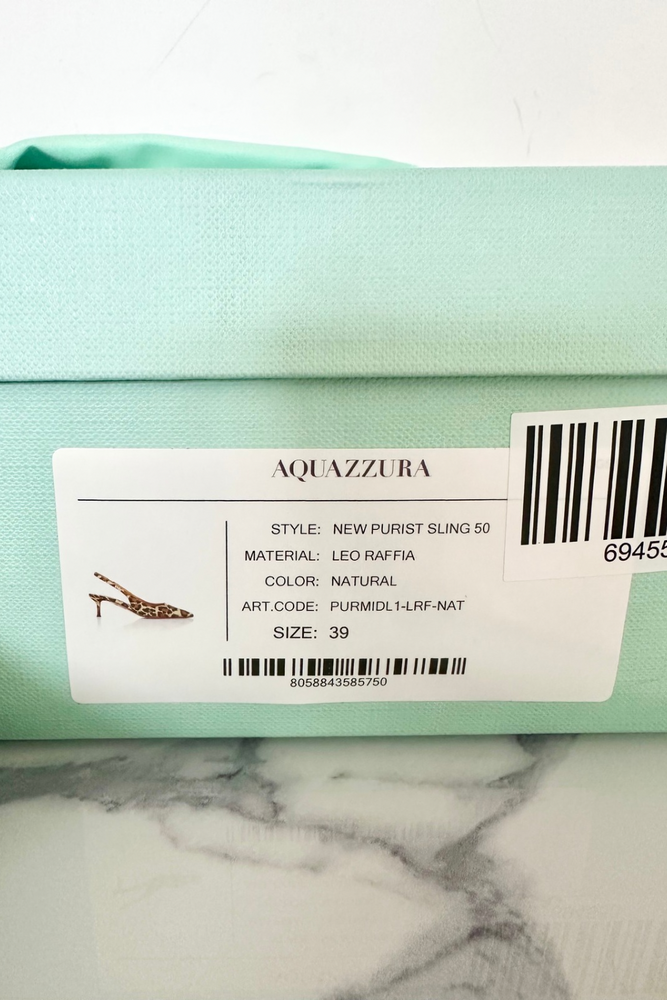 AQUAZZURA
STYLE: NEW PURIST SLING 50
MATERIAL: LEO RAFFIA
COLOR: NATURAL
ART.CODE: PURMIDL1-LRF-NAT
SIZE: 39
8058843585750
69455